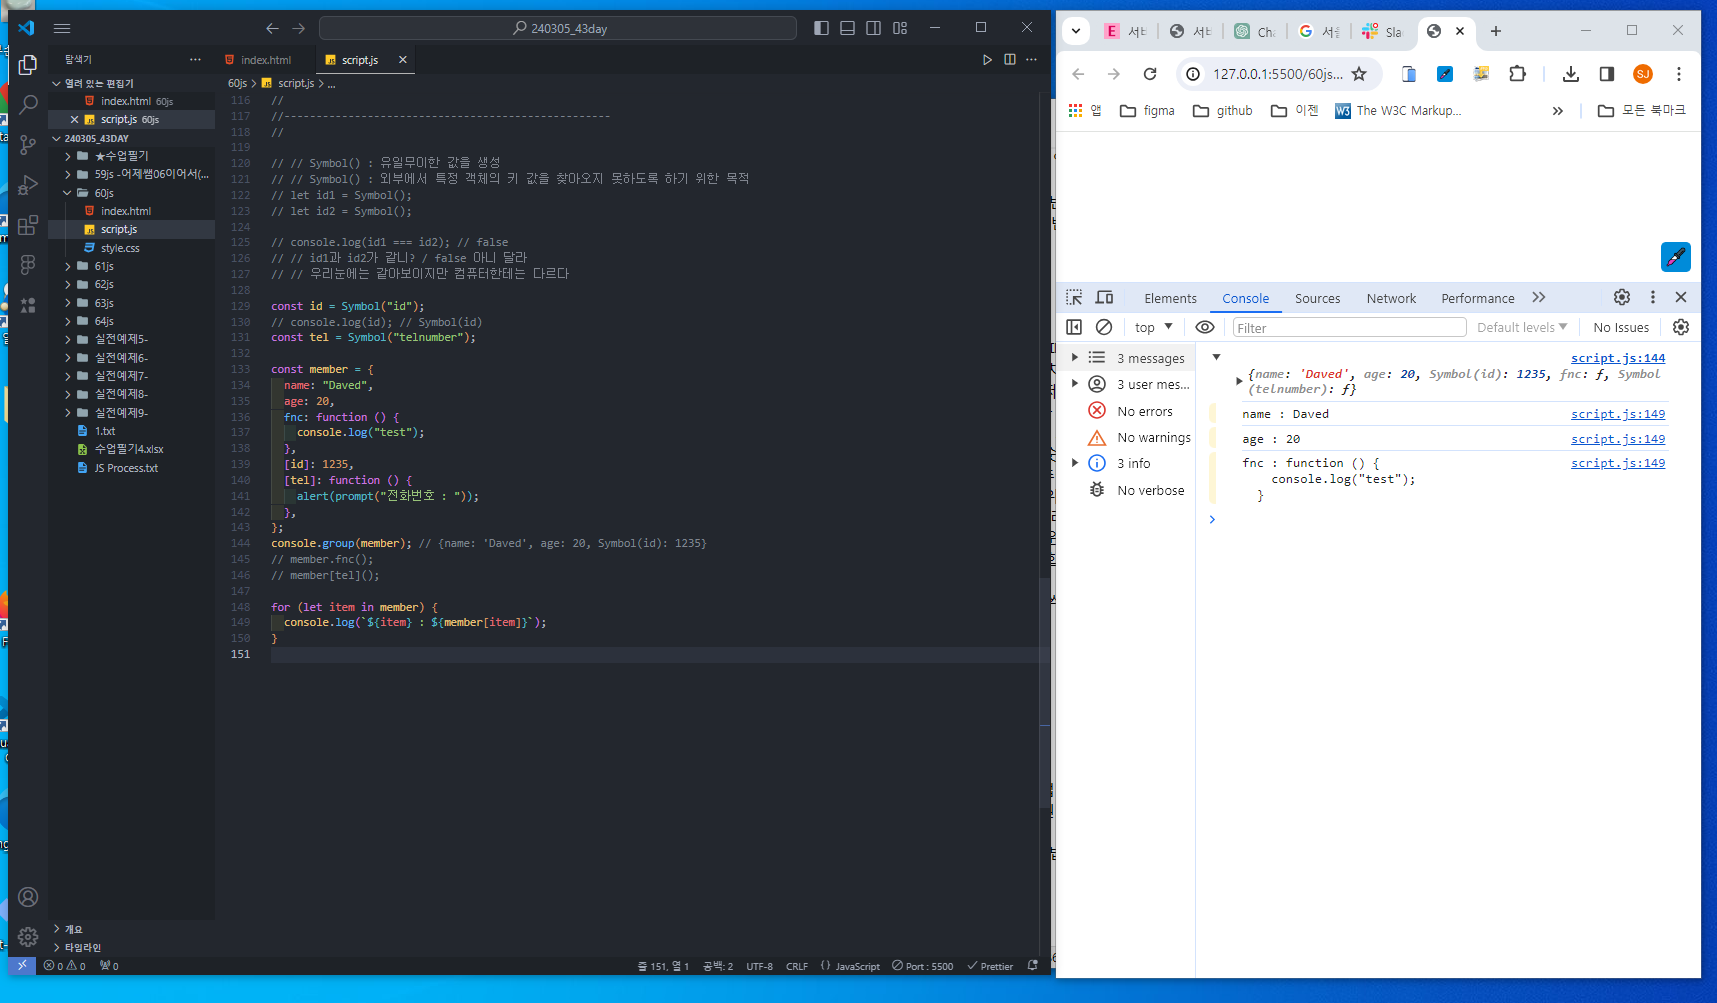 240305_43day
탐색기
index.html
script.js
열려 있는 편집기
index.html 60js
script.js 60js
240305_43DAY
★수업필기
59js -어제쌤06이어서(...
60js
index.html
script.js
style.css
61js
62js
63js
64js
실전예제5-
실전예제6-
실전예제7-
실전예제8-
실전예제9-
1.txt
수업필기4.xlsx
JS Process.txt
개요
타임라인
60js > script.js > ...
116 //
117 //---------------------------------------------------
118 //
119
120 // // Symbol() : 유일무이한 값을 생성
121 // // Symbol() : 외부에서 특정 객체의 키 값을 찾아오지 못하도록 하기 위한 목적
122 // let id1 = Symbol();
123 // let id2 = Symbol();
124
125 // console.log(id1 === id2); // false
126 // // id1과 id2가 같니? / false 아니 달라
127 // // 우리눈에는 같아보이지만 컴퓨터한테는 다르다
128
129 const id = Symbol("id");
130 // console.log(id); // Symbol(id)
131 const tel = Symbol("telnumber");
132
133 const member = {
134 name: "Daved",
135 age: 20,
136 fnc: function () {
137 console.log("test");
138 },
139 [id]: 1235,
140 [tel]: function () {
141 alert(prompt("전화번호 : "));
142 },
143 };
144 console.group(member); // {name: 'Daved', age: 20, Symbol(id): 1235}
145 // member.fnc();
146 // member[tel]();
147
148 for (let item in member) {
149 console.log(`${item} : ${member[item]}`);
150 }
151
0 0 0
줄 151, 열 1 공백: 2 UTF-8 CRLF {} JavaScript Port : 5500 Prettier
E 서ㅂ 서ㅂ Ch 서울 Sla
127.0.0.1:5500/60js...
SJ
앱 figma github 이젠 W3 The W3C Markup... » 모든 북마크
Elements Console Sources Network Performance
top Filter Default levels No Issues
3 messages
3 user mes...
No errors
No warnings
3 info
No verbose
script.js:144
{name: 'Daved', age: 20, Symbol(id): 1235, fnc: ƒ, Symbol
(telnumber): ƒ}
name : Daved script.js:149
age : 20 script.js:149
fnc : function () { script.js:149
console.log("test");
}